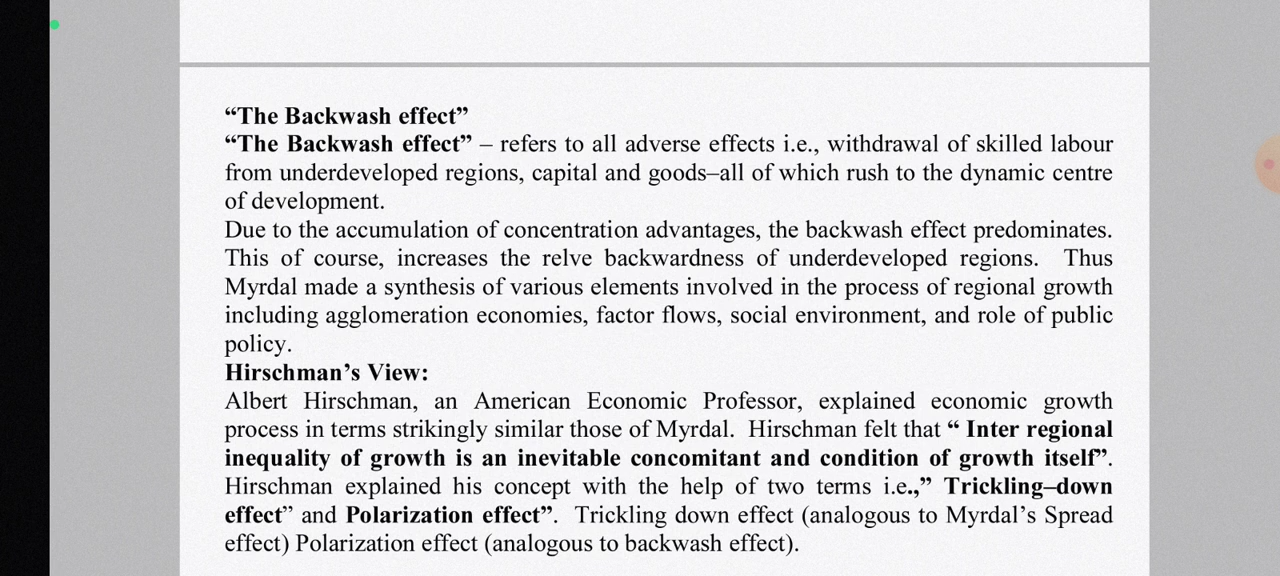 “The Backwash effect”
“The Backwash effect” – refers to all adverse effects i.e., withdrawal of skilled labour
from underdeveloped regions, capital and goods–all of which rush to the dynamic centre
of development.
Due to the accumulation of concentration advantages, the backwash effect predominates.
This of course, increases the relve backwardness of underdeveloped regions.  Thus
Myrdal made a synthesis of various elements involved in the process of regional growth
including agglomeration economies, factor flows, social environment, and role of public
policy.
Hirschman’s View:
Albert Hirschman, an American Economic Professor, explained economic growth
process in terms strikingly similar those of Myrdal.  Hirschman felt that “ Inter regional
inequality of growth is an inevitable concomitant and condition of growth itself”.
Hirschman explained his concept with the help of two terms i.e.,” Trickling–down
effect” and Polarization effect”.  Trickling down effect (analogous to Myrdal’s Spread
effect) Polarization effect (analogous to backwash effect).